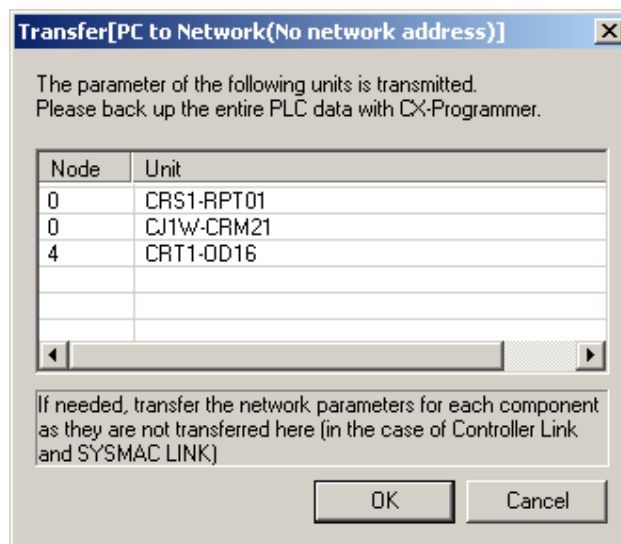 Transfer[PC to Network(No network address)]
The parameter of the following units is transmitted.
Please back up the entire PLC data with CX-Programmer.
Node Unit
0 CRS1-RPT01
0 CJ1W-CRM21
4 CRT1-OD16
If needed, transfer the network parameters for each component
as they are not transferred here (in the case of Controller Link
and SYSMAC LINK)
OK Cancel